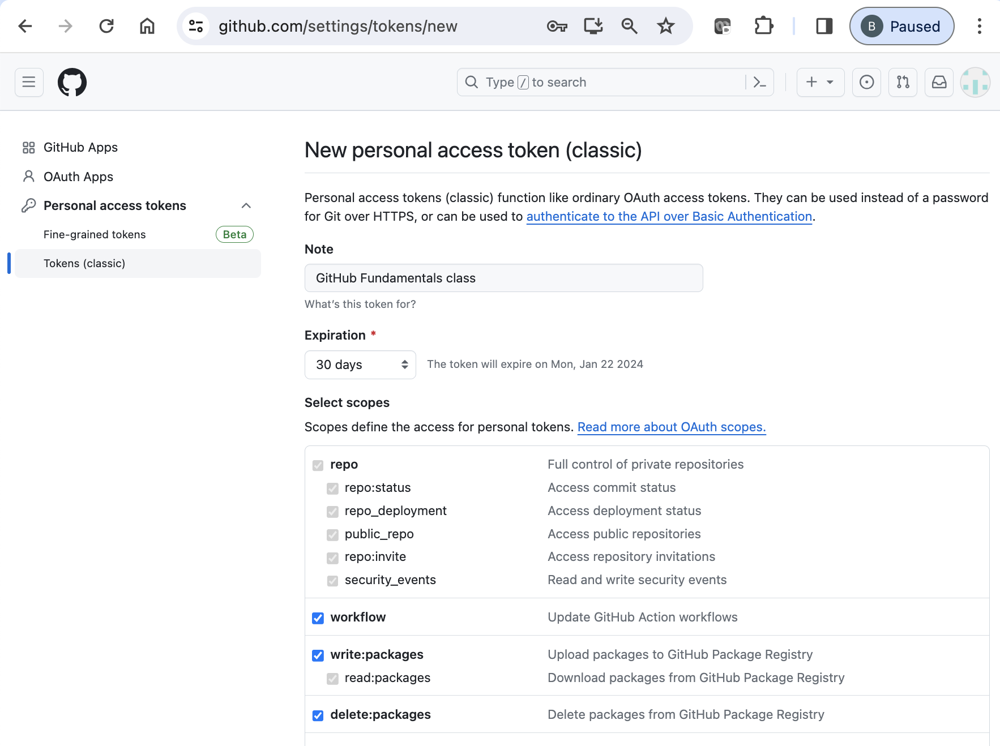 github.com/settings/tokens/new
B Paused
Type / to search
GitHub Apps
OAuth Apps
Personal access tokens
Fine-grained tokens Beta
Tokens (classic)
New personal access token (classic)
Personal access tokens (classic) function like ordinary OAuth access tokens. They can be used instead of a password
for Git over HTTPS, or can be used to authenticate to the API over Basic Authentication.
Note
GitHub Fundamentals class
What's this token for?
Expiration *
30 days The token will expire on Mon, Jan 22 2024
Select scopes
Scopes define the access for personal tokens. Read more about OAuth scopes.
repo Full control of private repositories
repo:status Access commit status
repo_deployment Access deployment status
public_repo Access public repositories
repo:invite Access repository invitations
security_events Read and write security events
workflow Update GitHub Action workflows
write:packages Upload packages to GitHub Package Registry
read:packages Download packages from GitHub Package Registry
delete:packages Delete packages from GitHub Package Registry